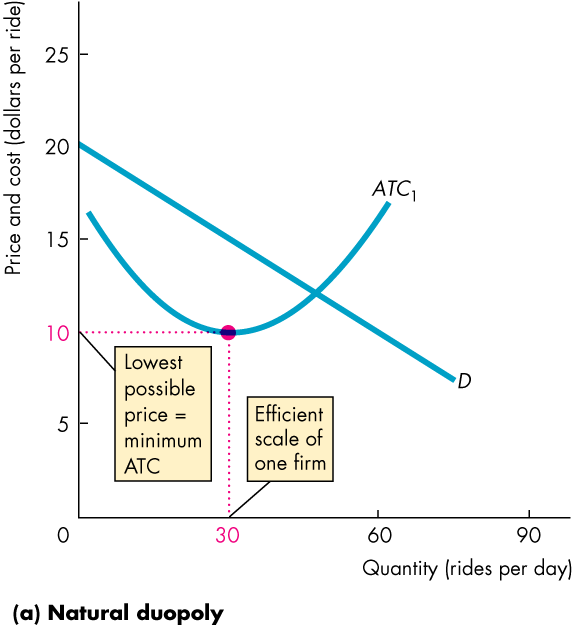 Price and cost (dollars per ride)
25
20
15
10
5
0
30
60
90
ATC1
D
Lowest
possible
price =
minimum
ATC
Efficient
scale of
one firm
Quantity (rides per day)
(a) Natural duopoly